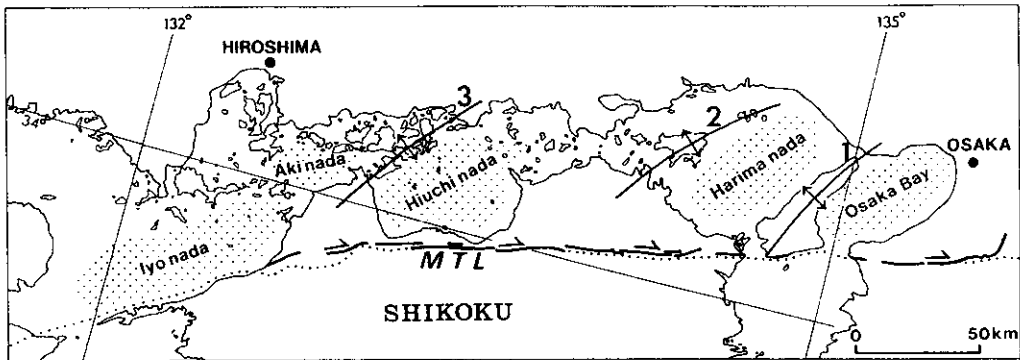 132°
135°
HIROSHIMA
3
2
OSAKA
34°
1
Aki nada
Hiuchi nada
Harima nada
Osaka Bay
Iyo nada
MTL
SHIKOKU
0 50km